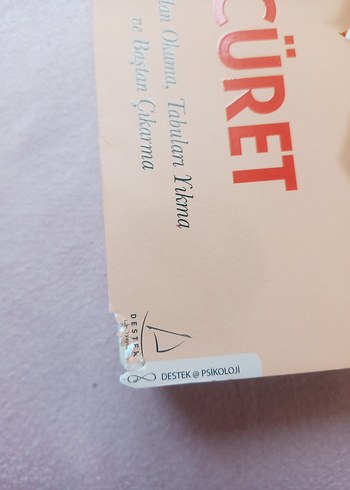 CÜRET
Okuma, Tabuları Yıkma
ve Baştan Çıkarma
DESTEK
DESTEK @ PSİKOLOJİ